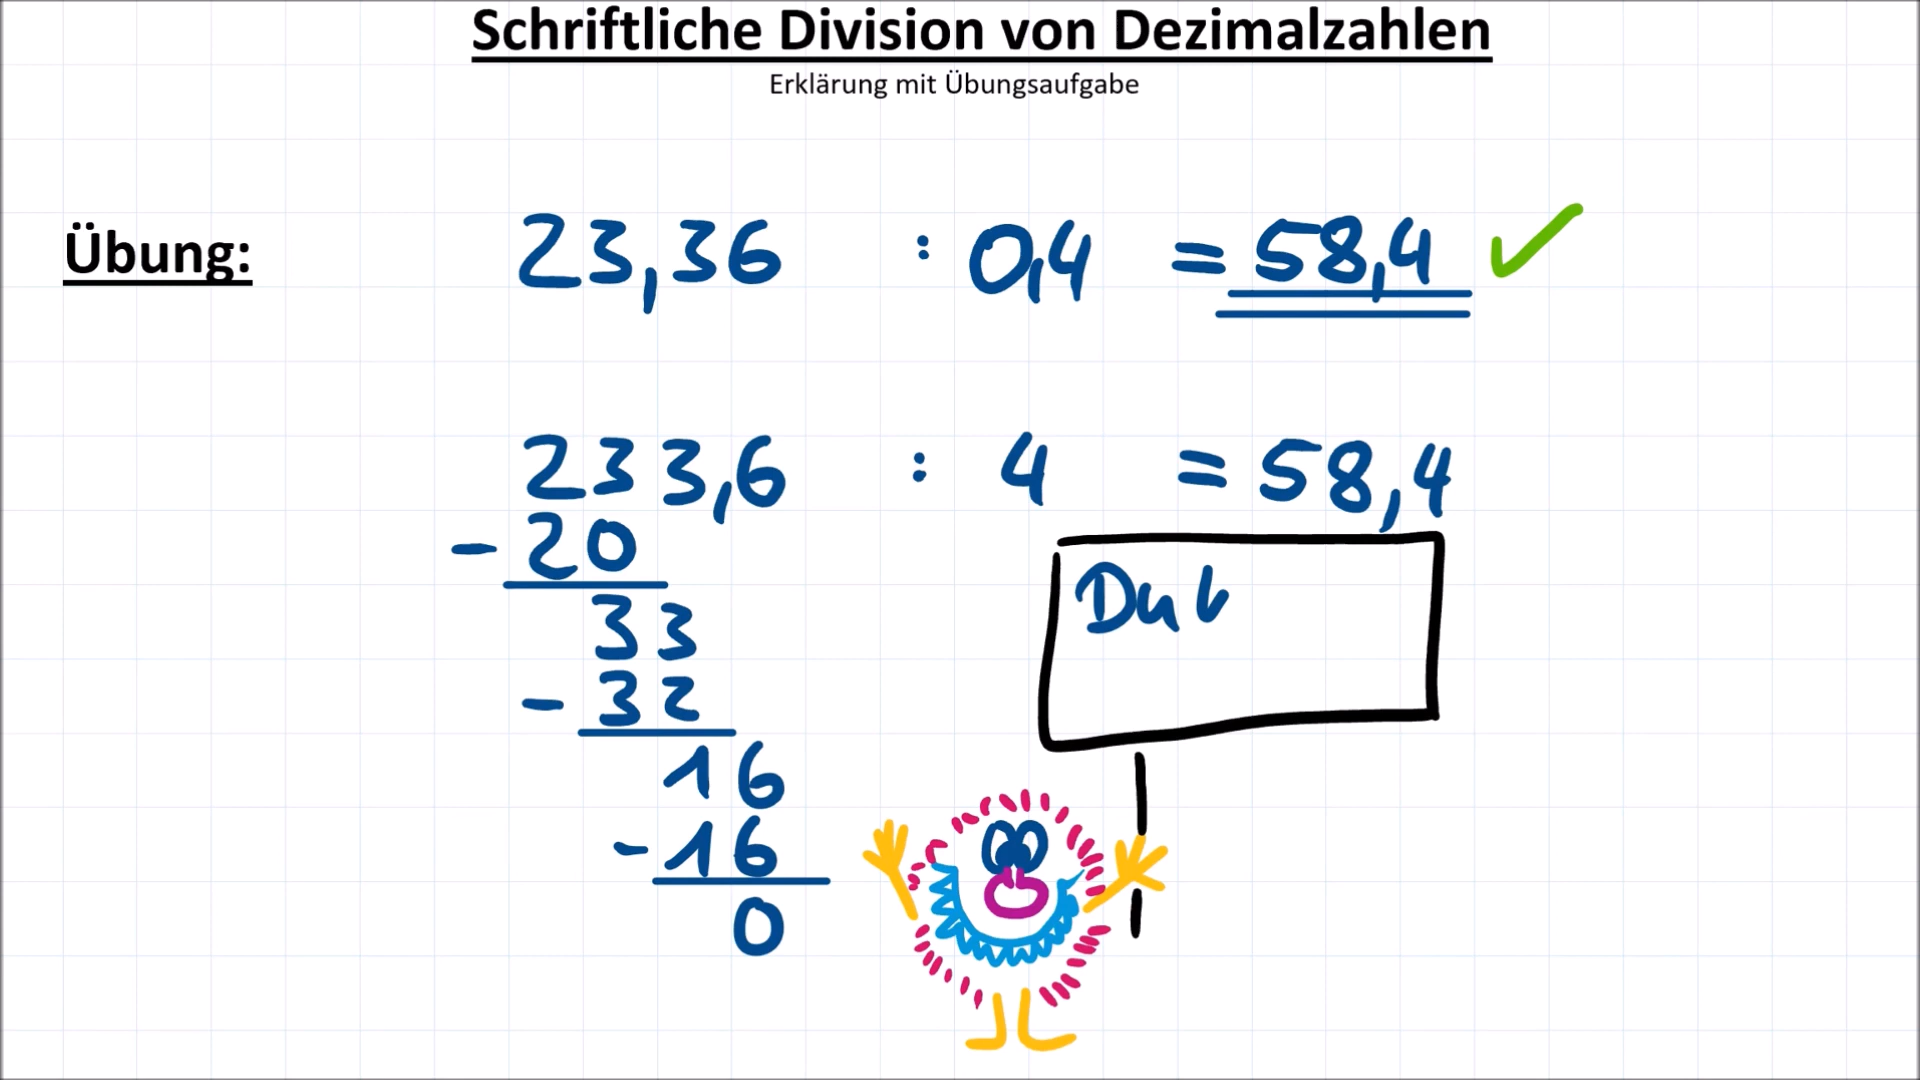 Schriftliche Division von Dezimalzahlen
Erklärung mit Übungsaufgabe
Übung: 23,36 : 0,4 = 58,4 ✓
233,6 : 4 = 58,4
- 20
33
- 32
16
- 16
0
Du